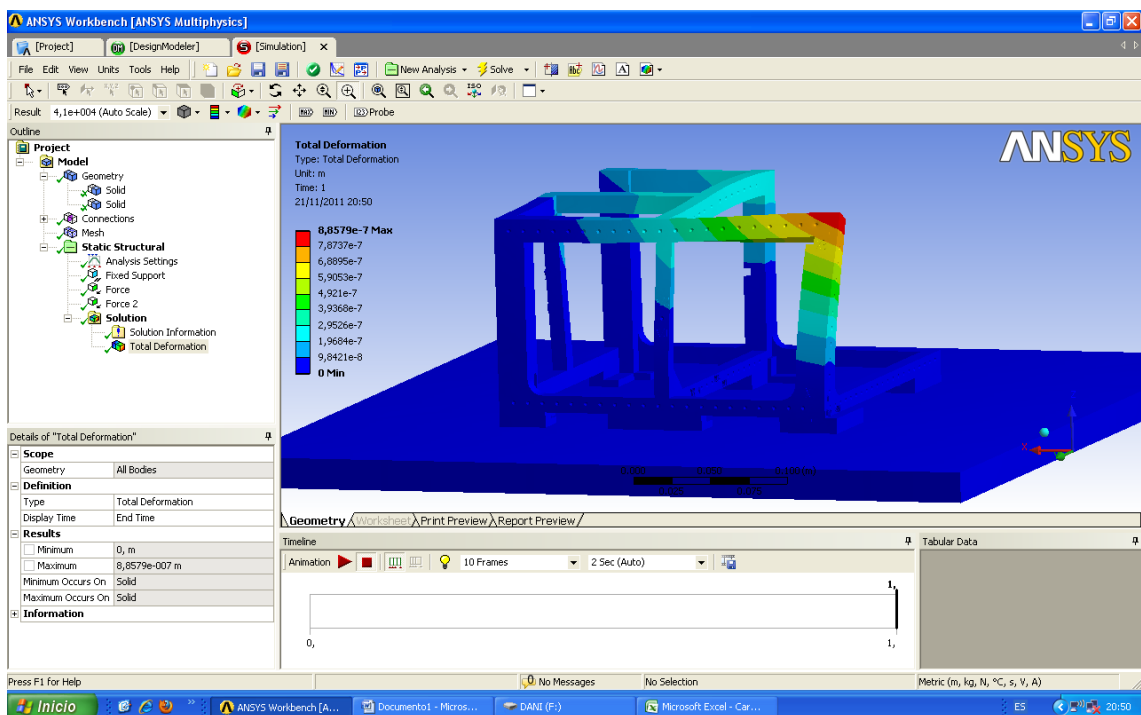 ANSYS Workbench [ANSYS Multiphysics]
[Project] [DesignModeler] [Simulation]
File Edit View Units Tools Help New Analysis Solve
Result 4,1e+004 (Auto Scale) MAX MIN Probe
Outline
Project
Model
Geometry
Solid
Solid
Connections
Mesh
Static Structural
Analysis Settings
Fixed Support
Force
Force 2
Solution
Solution Information
Total Deformation
Details of "Total Deformation"
Scope
Geometry All Bodies
Definition
Type Total Deformation
Display Time End Time
Results
Minimum 0, m
Maximum 8,8579e-007 m
Minimum Occurs On Solid
Maximum Occurs On Solid
Information
Total Deformation
Type: Total Deformation
Unit: m
Time: 1
21/11/2011 20:50
8,8579e-7 Max
7,8737e-7
6,8895e-7
5,9053e-7
4,921e-7
3,9368e-7
2,9526e-7
1,9684e-7
9,8421e-8
0 Min
ANSYS
X
Geometry Worksheet Print Preview Report Preview
Timeline
Animation 10 Frames 2 Sec (Auto)
1,
0, 1,
Tabular Data
Press F1 for Help No Messages No Selection Metric (m, kg, N, °C, s, V, A)
Inicio ANSYS Workbench [A... Documento1 - Micros... DANI (F:) Microsoft Excel - Car... ES 20:50